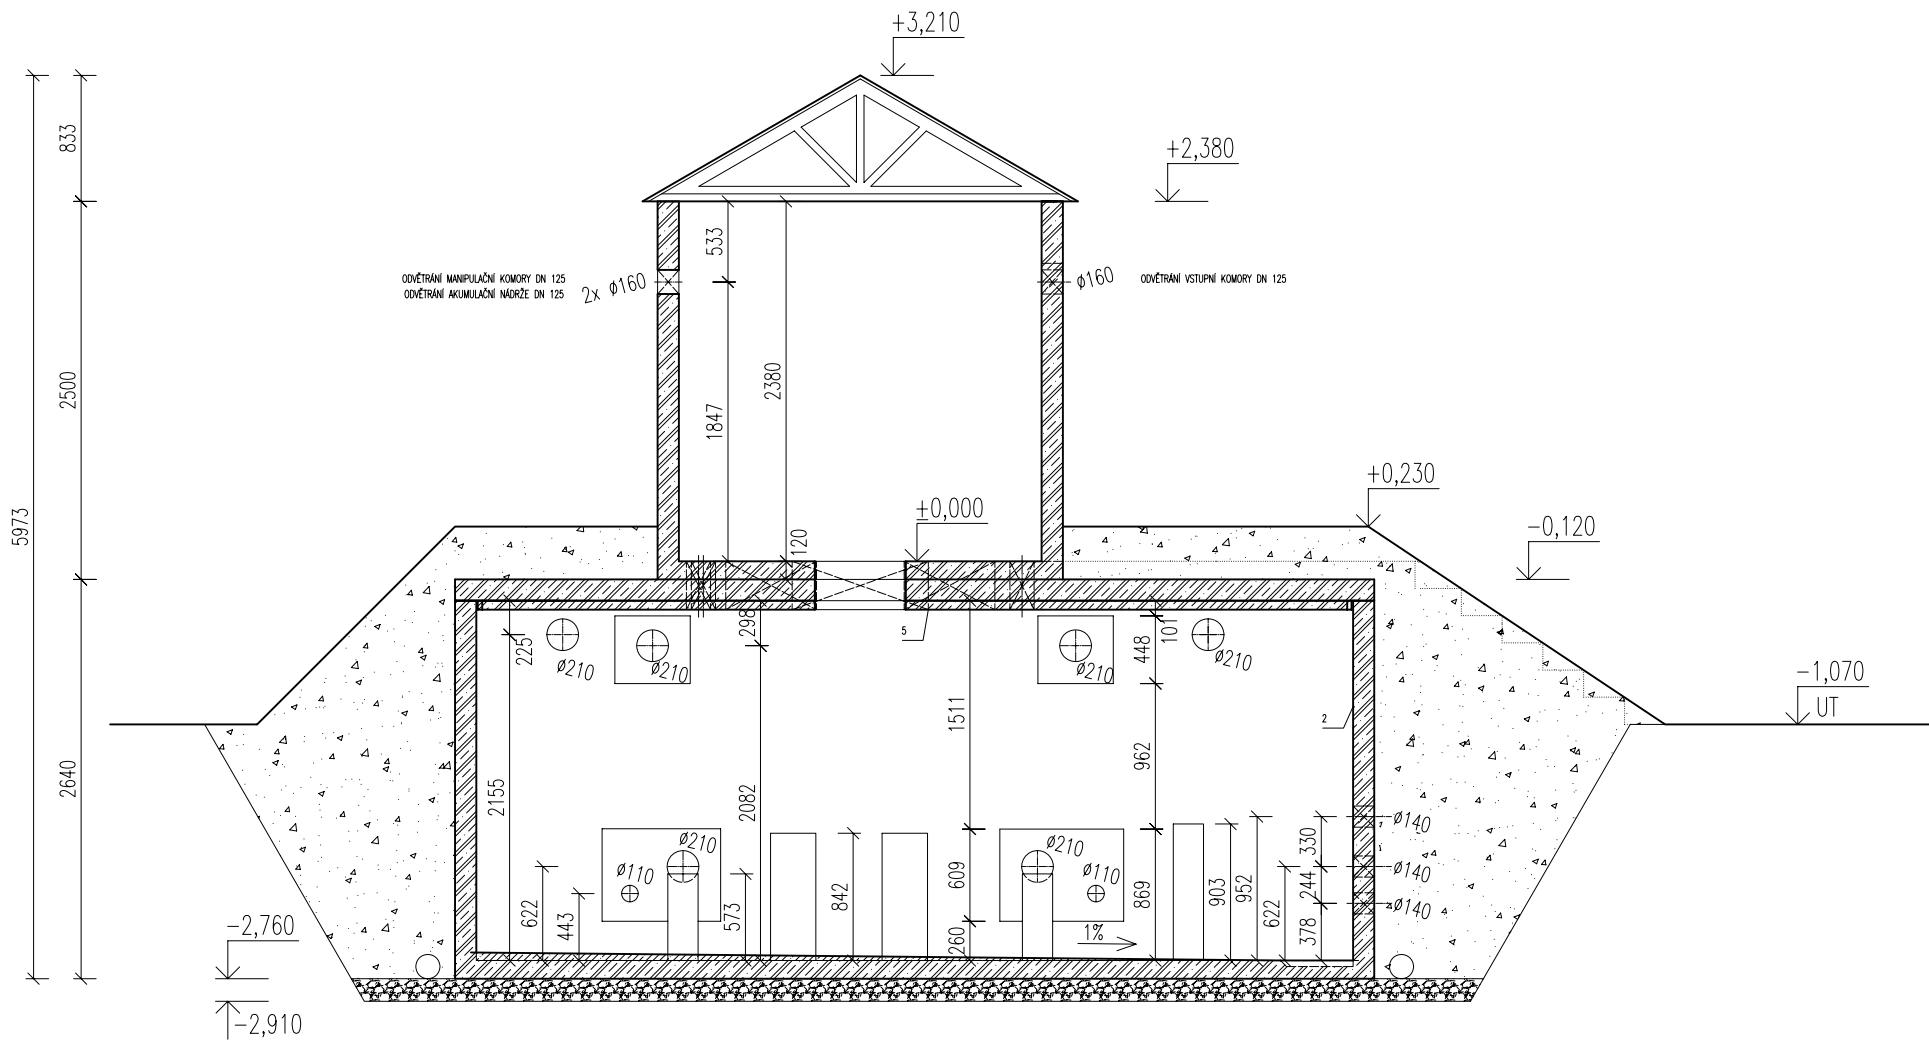 +3,210
+2,380
833
533
ODVĚTRÁNÍ MANIPULAČNÍ KOMORY DN 125
ODVĚTRÁNÍ AKUMULAČNÍ NÁDRŽE DN 125
2x ø160
ø160
ODVĚTRÁNÍ VSTUPNÍ KOMORY DN 125
2500
2380
1847
+0,230
±0,000
-0,120
5973
120
5
298
225
ø210
ø210
ø210
ø210
448
101
-1,070
UT
2
1511
962
2640
2155
2082
ø210
ø110
ø210
ø110
ø140
ø140
ø140
330
244
378
622
443
573
842
609
260
869
903
952
622
1%
-2,760
-2,910